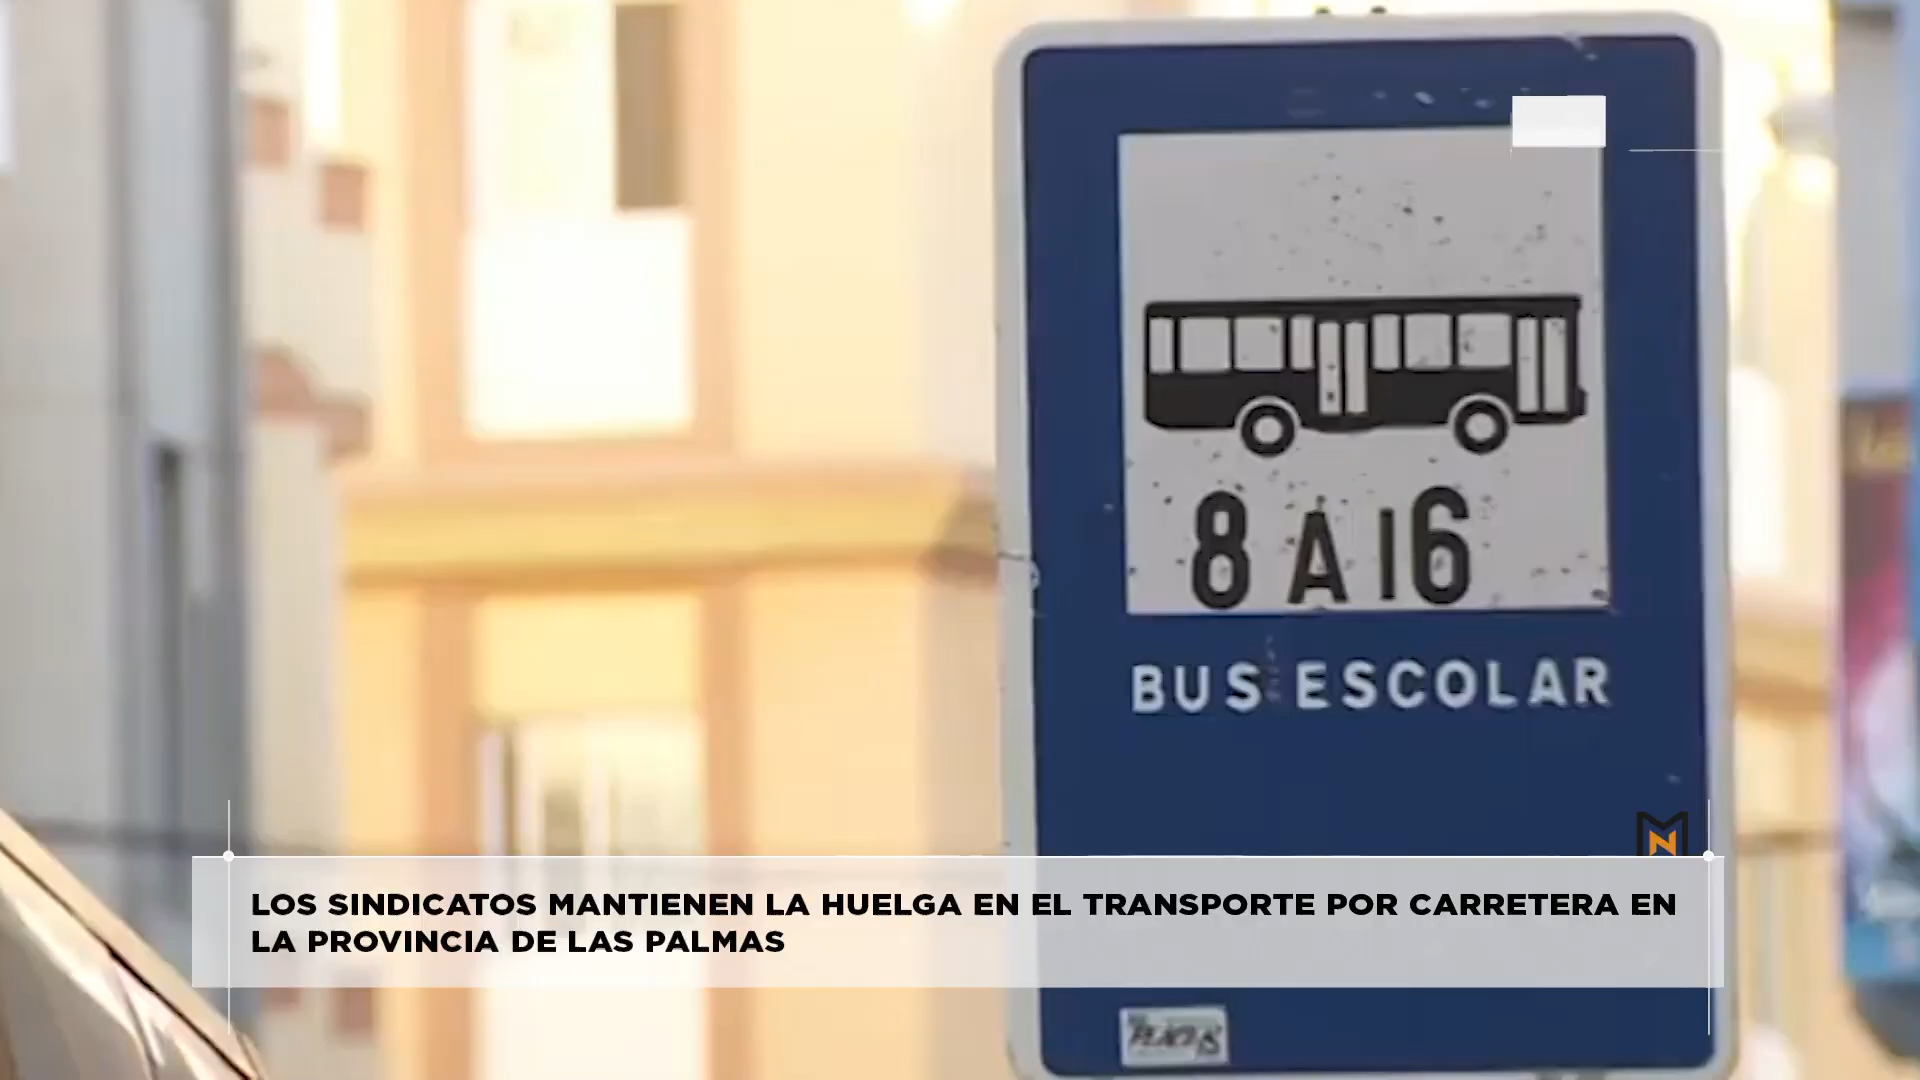 8 A 16
BUS ESCOLAR
LOS SINDICATOS MANTIENEN LA HUELGA EN EL TRANSPORTE POR CARRETERA EN
LA PROVINCIA DE LAS PALMAS